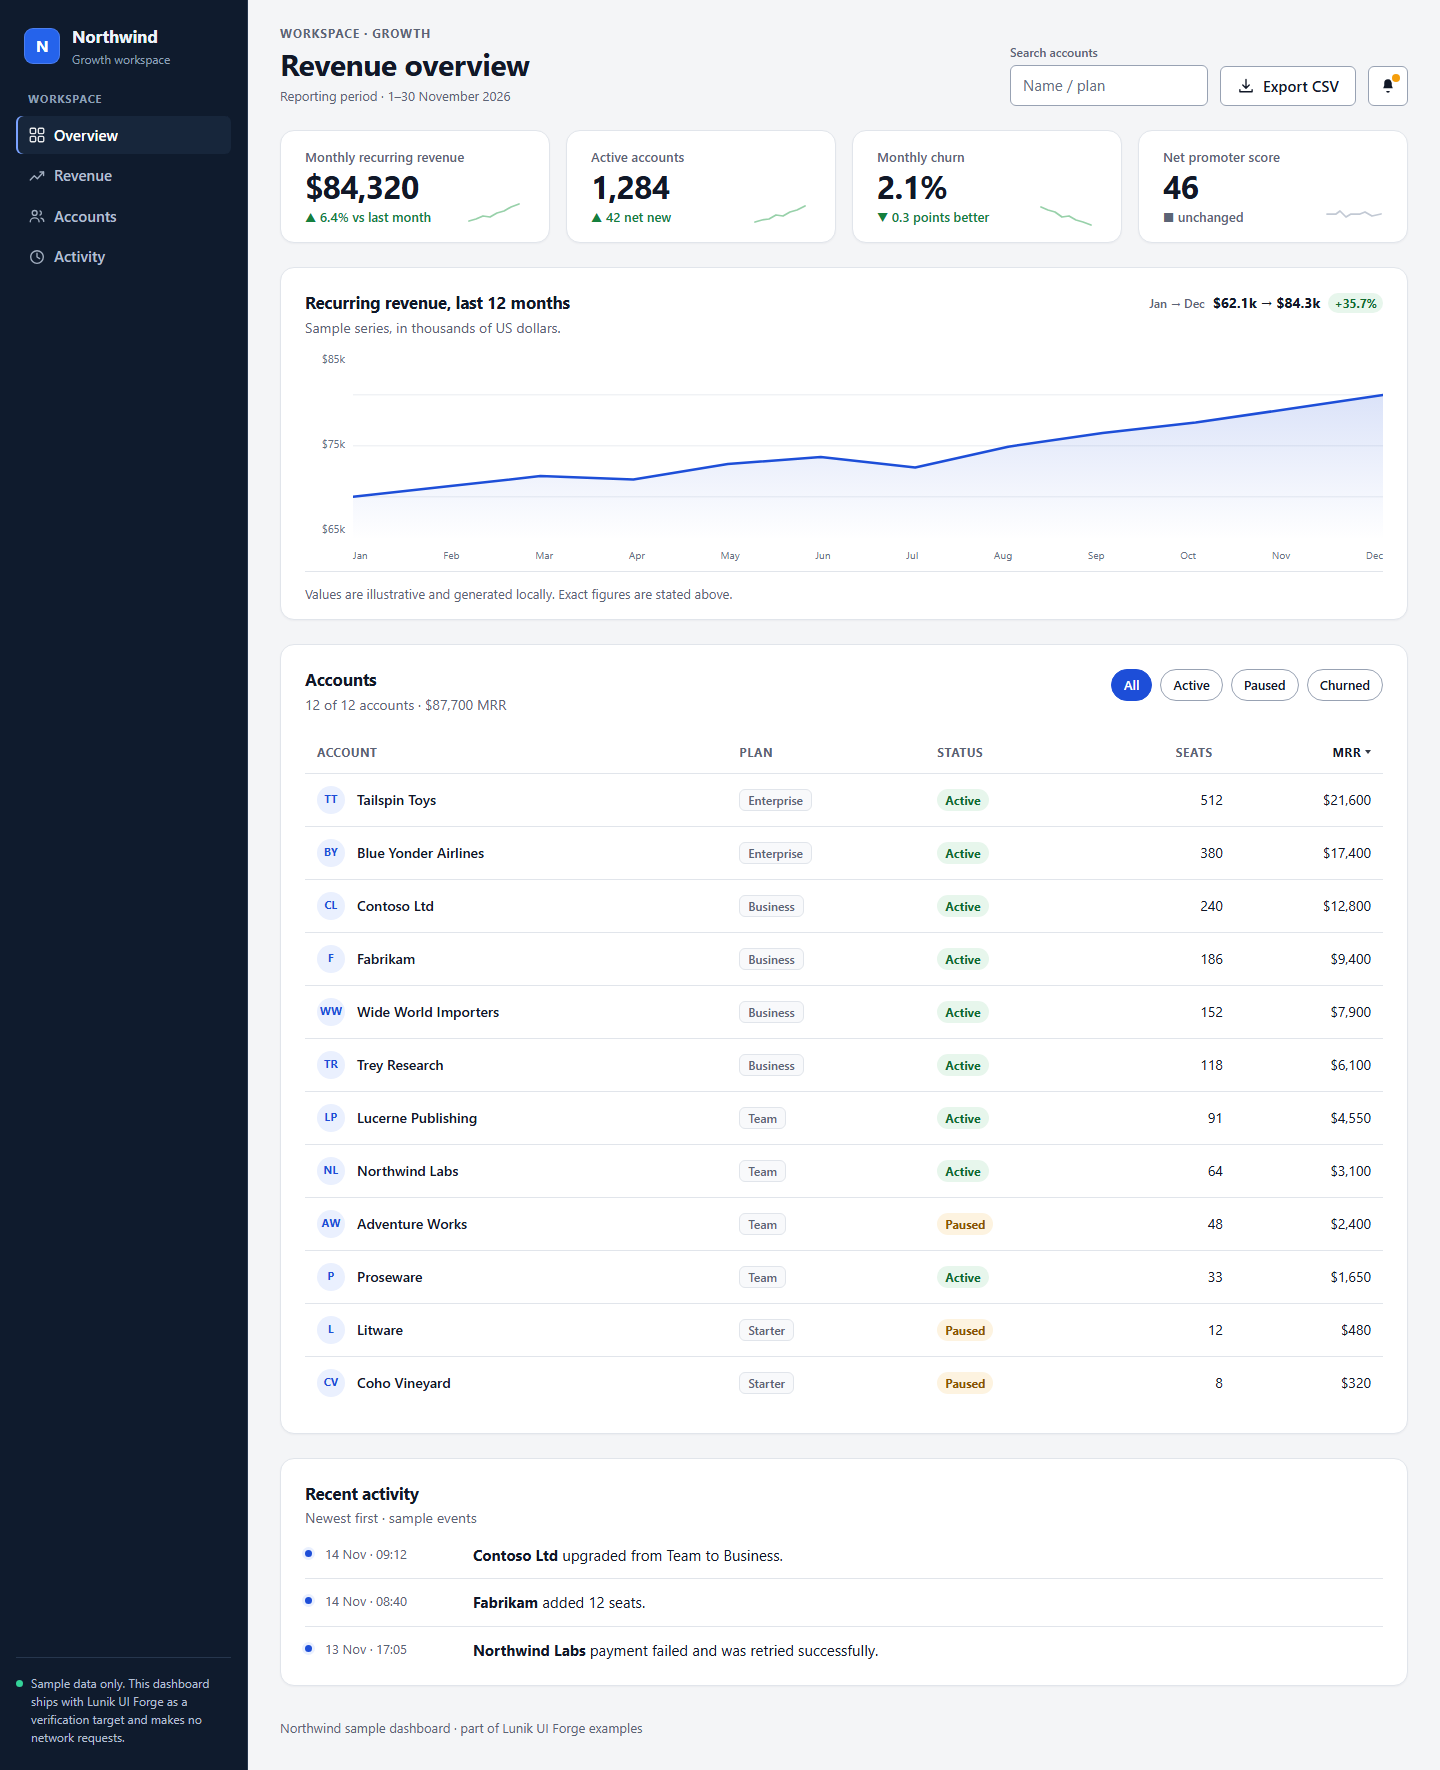 N
Northwind
Growth workspace
WORKSPACE
Overview
Revenue
Accounts
Activity
Sample data only. This dashboard
ships with Lunik UI Forge as a
verification target and makes no
network requests.
WORKSPACE · GROWTH
Revenue overview
Reporting period · 1–30 November 2026
Search accounts
Name / plan
Export CSV
Monthly recurring revenue
$84,320
▲ 6.4% vs last month
Active accounts
1,284
▲ 42 net new
Monthly churn
2.1%
▼ 0.3 points better
Net promoter score
46
■ unchanged
Recurring revenue, last 12 months
Sample series, in thousands of US dollars.
Jan → Dec $62.1k → $84.3k +35.7%
$85k
$75k
$65k
Jan Feb Mar Apr May Jun Jul Aug Sep Oct Nov Dec
Values are illustrative and generated locally. Exact figures are stated above.
Accounts
12 of 12 accounts · $87,700 MRR
All Active Paused Churned
ACCOUNT PLAN STATUS SEATS MRR ▾
TT Tailspin Toys Enterprise Active 512 $21,600
BY Blue Yonder Airlines Enterprise Active 380 $17,400
CL Contoso Ltd Business Active 240 $12,800
F Fabrikam Business Active 186 $9,400
WW Wide World Importers Business Active 152 $7,900
TR Trey Research Business Active 118 $6,100
LP Lucerne Publishing Team Active 91 $4,550
NL Northwind Labs Team Active 64 $3,100
AW Adventure Works Team Paused 48 $2,400
P Proseware Team Active 33 $1,650
L Litware Starter Paused 12 $480
CV Coho Vineyard Starter Paused 8 $320
Recent activity
Newest first · sample events
14 Nov · 09:12 Contoso Ltd upgraded from Team to Business.
14 Nov · 08:40 Fabrikam added 12 seats.
13 Nov · 17:05 Northwind Labs payment failed and was retried successfully.
Northwind sample dashboard · part of Lunik UI Forge examples